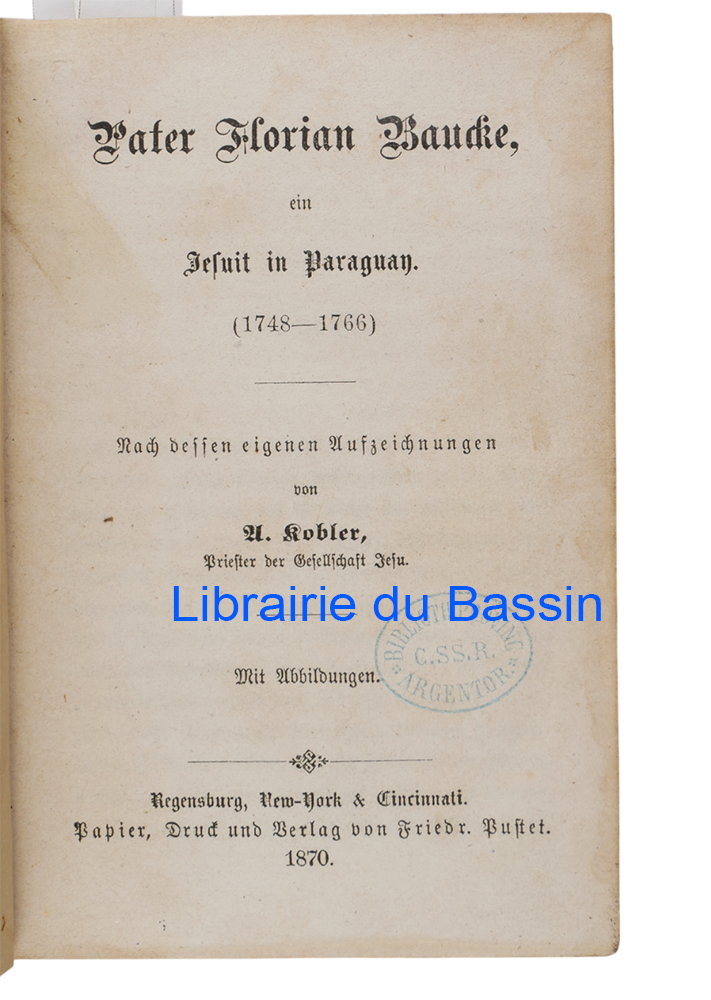 Pater Florian Baucke,
ein
Jeſuit in Paraguay.
(1748—1766)
Nach deſſen eigenen Aufzeichnungen
von
A. Kobler,
Prieſter der Geſellſchaft Jeſu.
Librairie du Bassin
Mit Abbildungen.
C.SS.R.
ARGENTOR.
Regensburg, New-York & Cincinnati.
Papier, Druck und Verlag von Friedr. Puſtet.
1870.